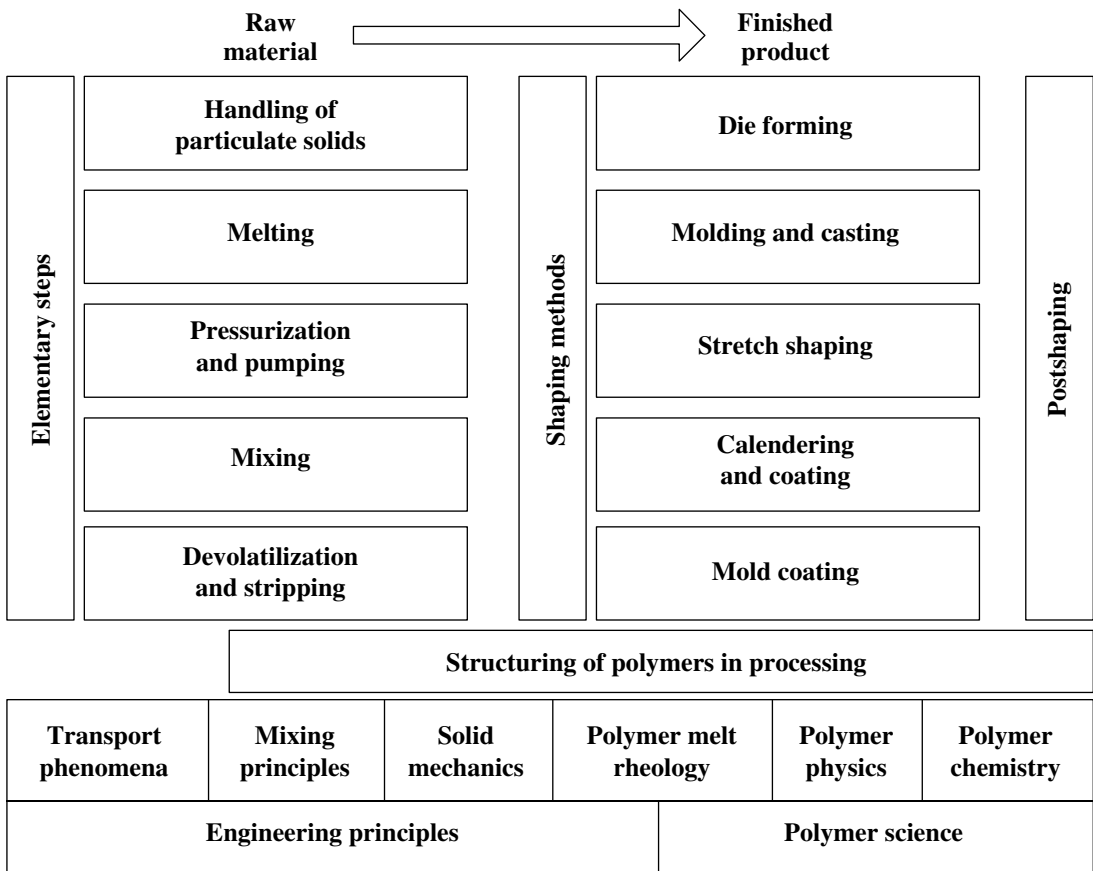 Raw
material
Finished
product
Elementary steps
Handling of
particulate solids
Melting
Pressurization
and pumping
Mixing
Devolatilization
and stripping
Shaping methods
Die forming
Molding and casting
Stretch shaping
Calendering
and coating
Mold coating
Postshaping
Structuring of polymers in processing
Transport
phenomena
Mixing
principles
Solid
mechanics
Polymer melt
rheology
Polymer
physics
Polymer
chemistry
Engineering principles
Polymer science